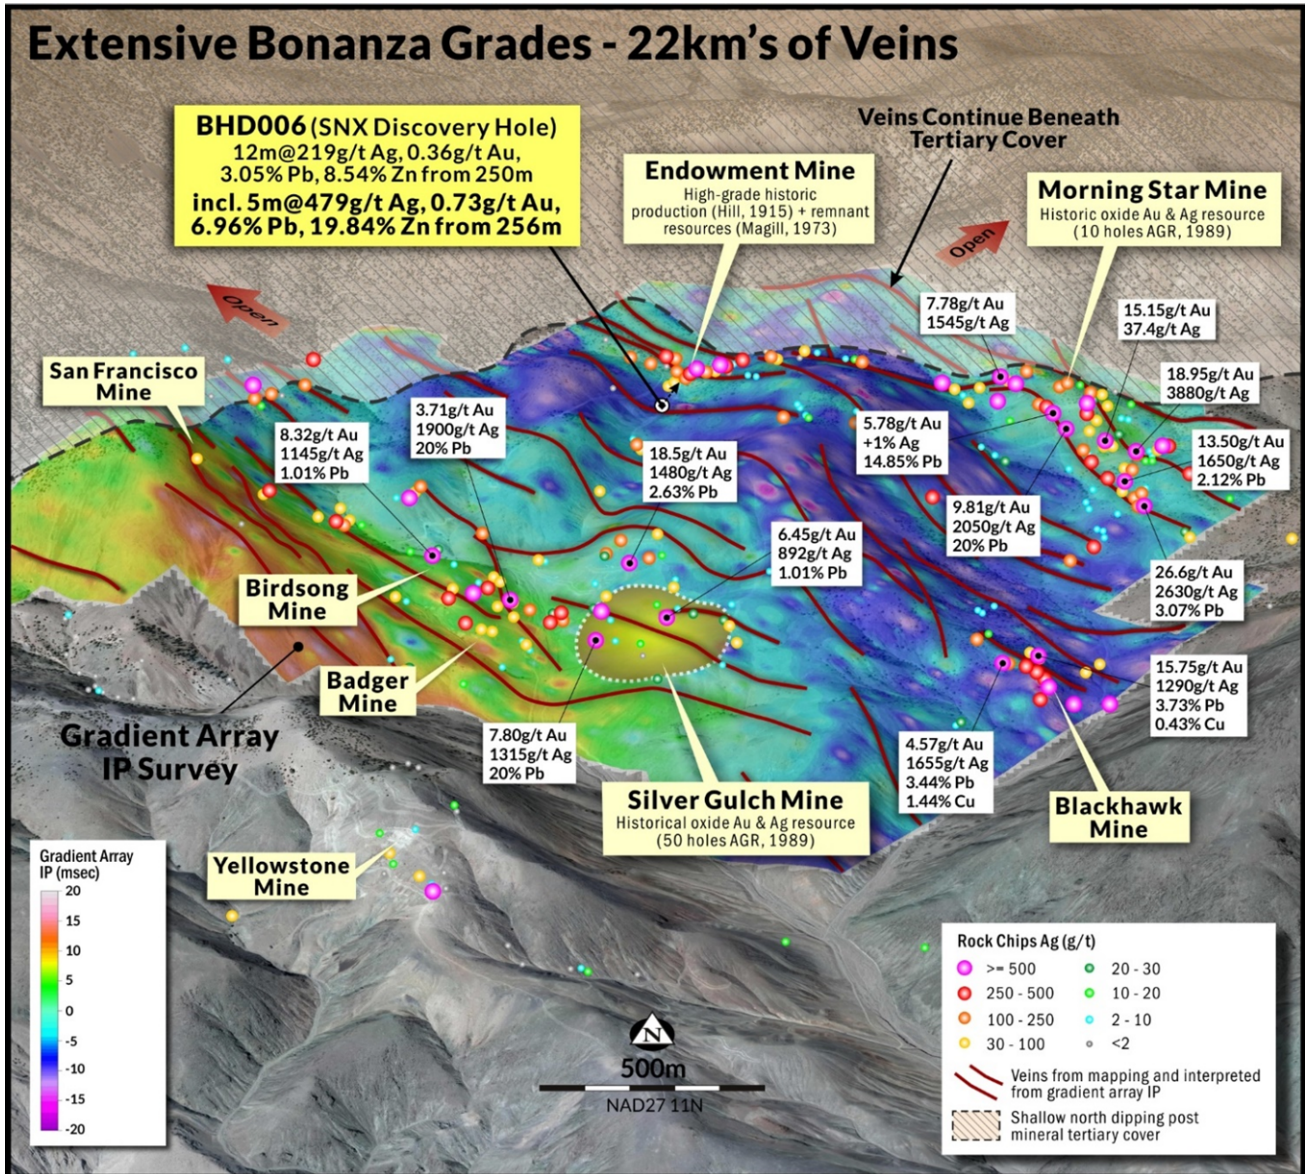 Extensive Bonanza Grades - 22km's of Veins
BHD006 (SNX Discovery Hole)
12m@219g/t Ag, 0.36g/t Au,
3.05% Pb, 8.54% Zn from 250m
incl. 5m@479g/t Ag, 0.73g/t Au,
6.96% Pb, 19.84% Zn from 256m
Veins Continue Beneath
Tertiary Cover
Endowment Mine
High-grade historic
production (Hill, 1915) + remnant
resources (Magill, 1973)
Morning Star Mine
Historic oxide Au & Ag resource
(10 holes AGR, 1989)
Open
Open
7.78g/t Au
1545g/t Ag
15.15g/t Au
37.4g/t Ag
San Francisco
Mine
18.95g/t Au
3880g/t Ag
3.71g/t Au
1900g/t Ag
20% Pb
8.32g/t Au
1145g/t Ag
1.01% Pb
5.78g/t Au
+1% Ag
14.85% Pb
13.50g/t Au
1650g/t Ag
2.12% Pb
18.5g/t Au
1480g/t Ag
2.63% Pb
9.81g/t Au
2050g/t Ag
20% Pb
6.45g/t Au
892g/t Ag
1.01% Pb
26.6g/t Au
2630g/t Ag
3.07% Pb
Birdsong
Mine
Badger
Mine
15.75g/t Au
1290g/t Ag
3.73% Pb
0.43% Cu
Gradient Array
IP Survey
7.80g/t Au
1315g/t Ag
20% Pb
4.57g/t Au
1655g/t Ag
3.44% Pb
1.44% Cu
Silver Gulch Mine
Historical oxide Au & Ag resource
(50 holes AGR, 1989)
Blackhawk
Mine
Yellowstone
Mine
Gradient Array
IP (msec)
20
15
10
5
0
-5
-10
-15
-20
N
500m
NAD27 11N
Rock Chips Ag (g/t)
>= 500
250 - 500
100 - 250
30 - 100
20 - 30
10 - 20
2 - 10
<2
Veins from mapping and interpreted
from gradient array IP
Shallow north dipping post
mineral tertiary cover